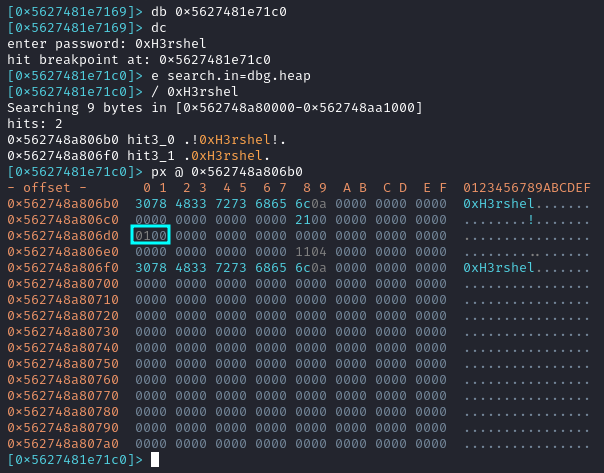 [0×5627481e7169]> db 0×5627481e71c0
[0×5627481e71c0]> dc
enter password: 0xH3rshel
hit breakpoint at: 0×5627481e71c0
[0×5627481e71c0]> e search.in=dbg.heap
[0×5627481e71c0]> / 0xH3rshel
Searching 9 bytes in [0×562748a80000-0×562748aa1000]
hits: 2
0×562748a806b0 hit3_0 .!0xH3rshel!.
0×562748a806f0 hit3_1 .0xH3rshel.
[0×5627481e71c0]> px @ 0×562748a806b0
- offset -       0 1  2 3  4 5  6 7  8 9  A B  C D  E F  0123456789ABCDEF
0×562748a806b0  3078 4833 7273 6865 6c0a 0000 0000 0000  0xH3rshel.......
0×562748a806c0  0000 0000 0000 0000 2100 0000 0000 0000  ........!.......
0×562748a806d0  0100 0000 0000 0000 0000 0000 0000 0000  ................
0×562748a806e0  0000 0000 0000 0000 1104 0000 0000 0000  ................
0×562748a806f0  3078 4833 7273 6865 6c0a 0000 0000 0000  0xH3rshel.......
0×562748a80700  0000 0000 0000 0000 0000 0000 0000 0000  ................
0×562748a80710  0000 0000 0000 0000 0000 0000 0000 0000  ................
0×562748a80720  0000 0000 0000 0000 0000 0000 0000 0000  ................
0×562748a80730  0000 0000 0000 0000 0000 0000 0000 0000  ................
0×562748a80740  0000 0000 0000 0000 0000 0000 0000 0000  ................
0×562748a80750  0000 0000 0000 0000 0000 0000 0000 0000  ................
0×562748a80760  0000 0000 0000 0000 0000 0000 0000 0000  ................
0×562748a80770  0000 0000 0000 0000 0000 0000 0000 0000  ................
0×562748a80780  0000 0000 0000 0000 0000 0000 0000 0000  ................
0×562748a80790  0000 0000 0000 0000 0000 0000 0000 0000  ................
0×562748a807a0  0000 0000 0000 0000 0000 0000 0000 0000  ................
[0×5627481e71c0]>